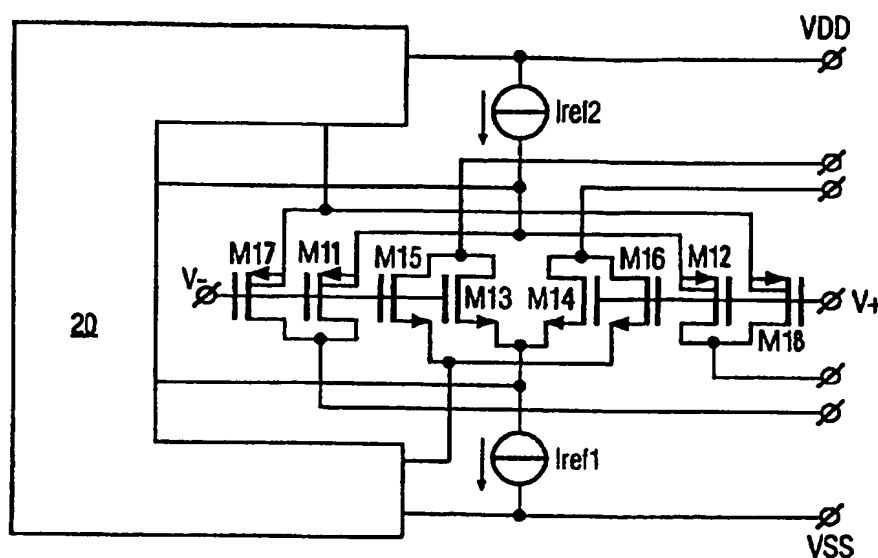 VDD
Iref2
M17
M11
M15
M16
M12
V-
M13
M14
V+
20
M18
Iref1
VSS